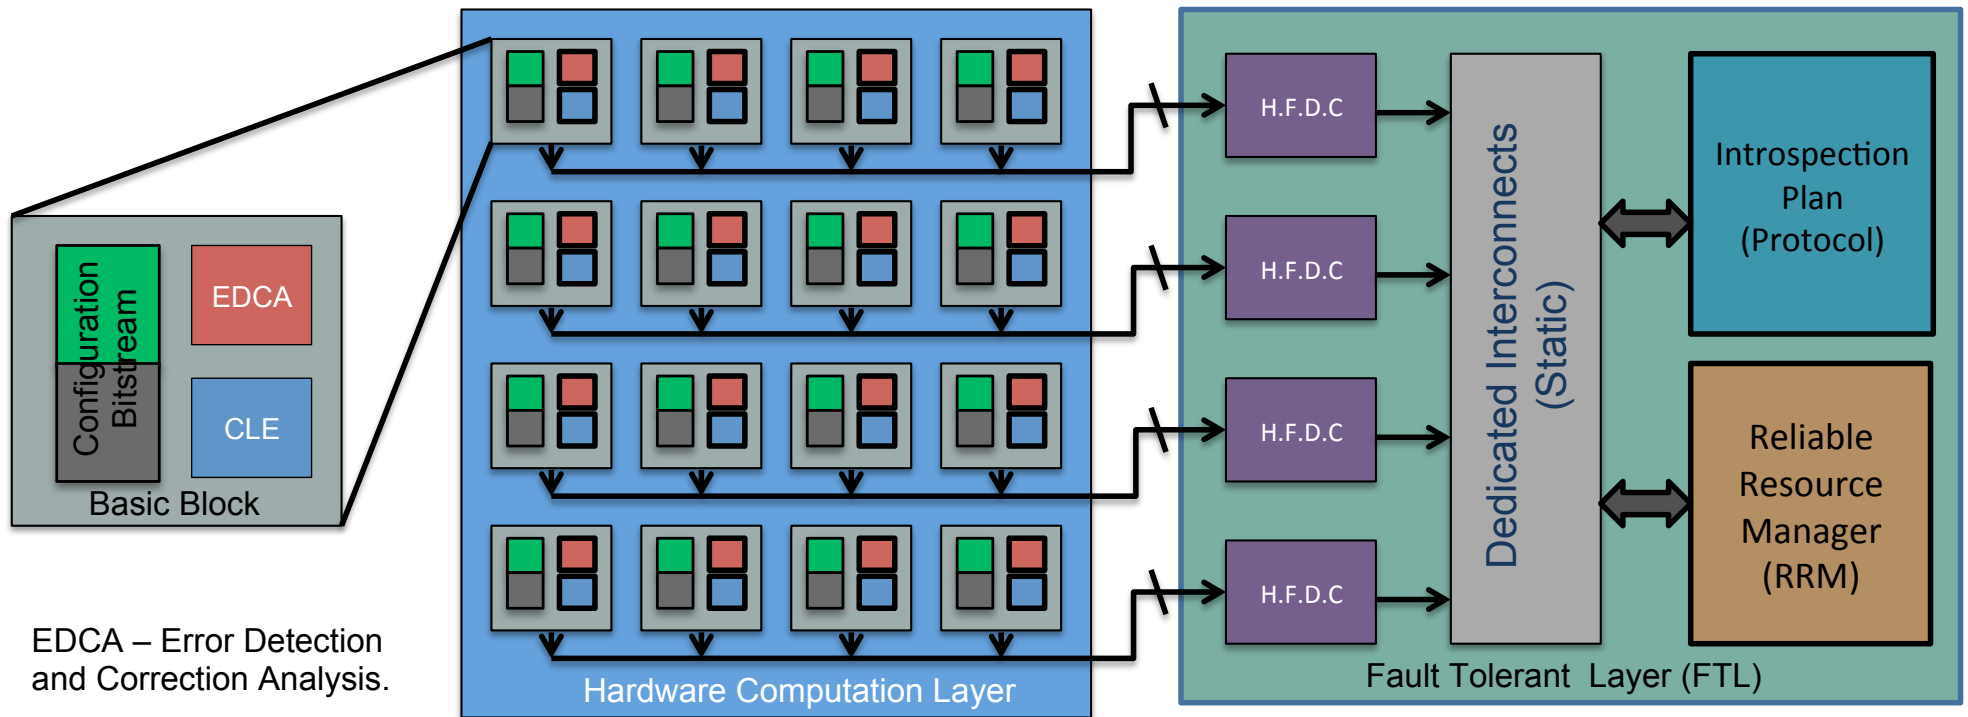 Configuration
Bitstream
EDCA
CLE
Basic Block
EDCA – Error Detection
and Correction Analysis.
Hardware Computation Layer
H.F.D.C
H.F.D.C
H.F.D.C
H.F.D.C
Dedicated Interconnects
(Static)
Introspection
Plan
(Protocol)
Reliable
Resource
Manager
(RRM)
Fault Tolerant  Layer (FTL)